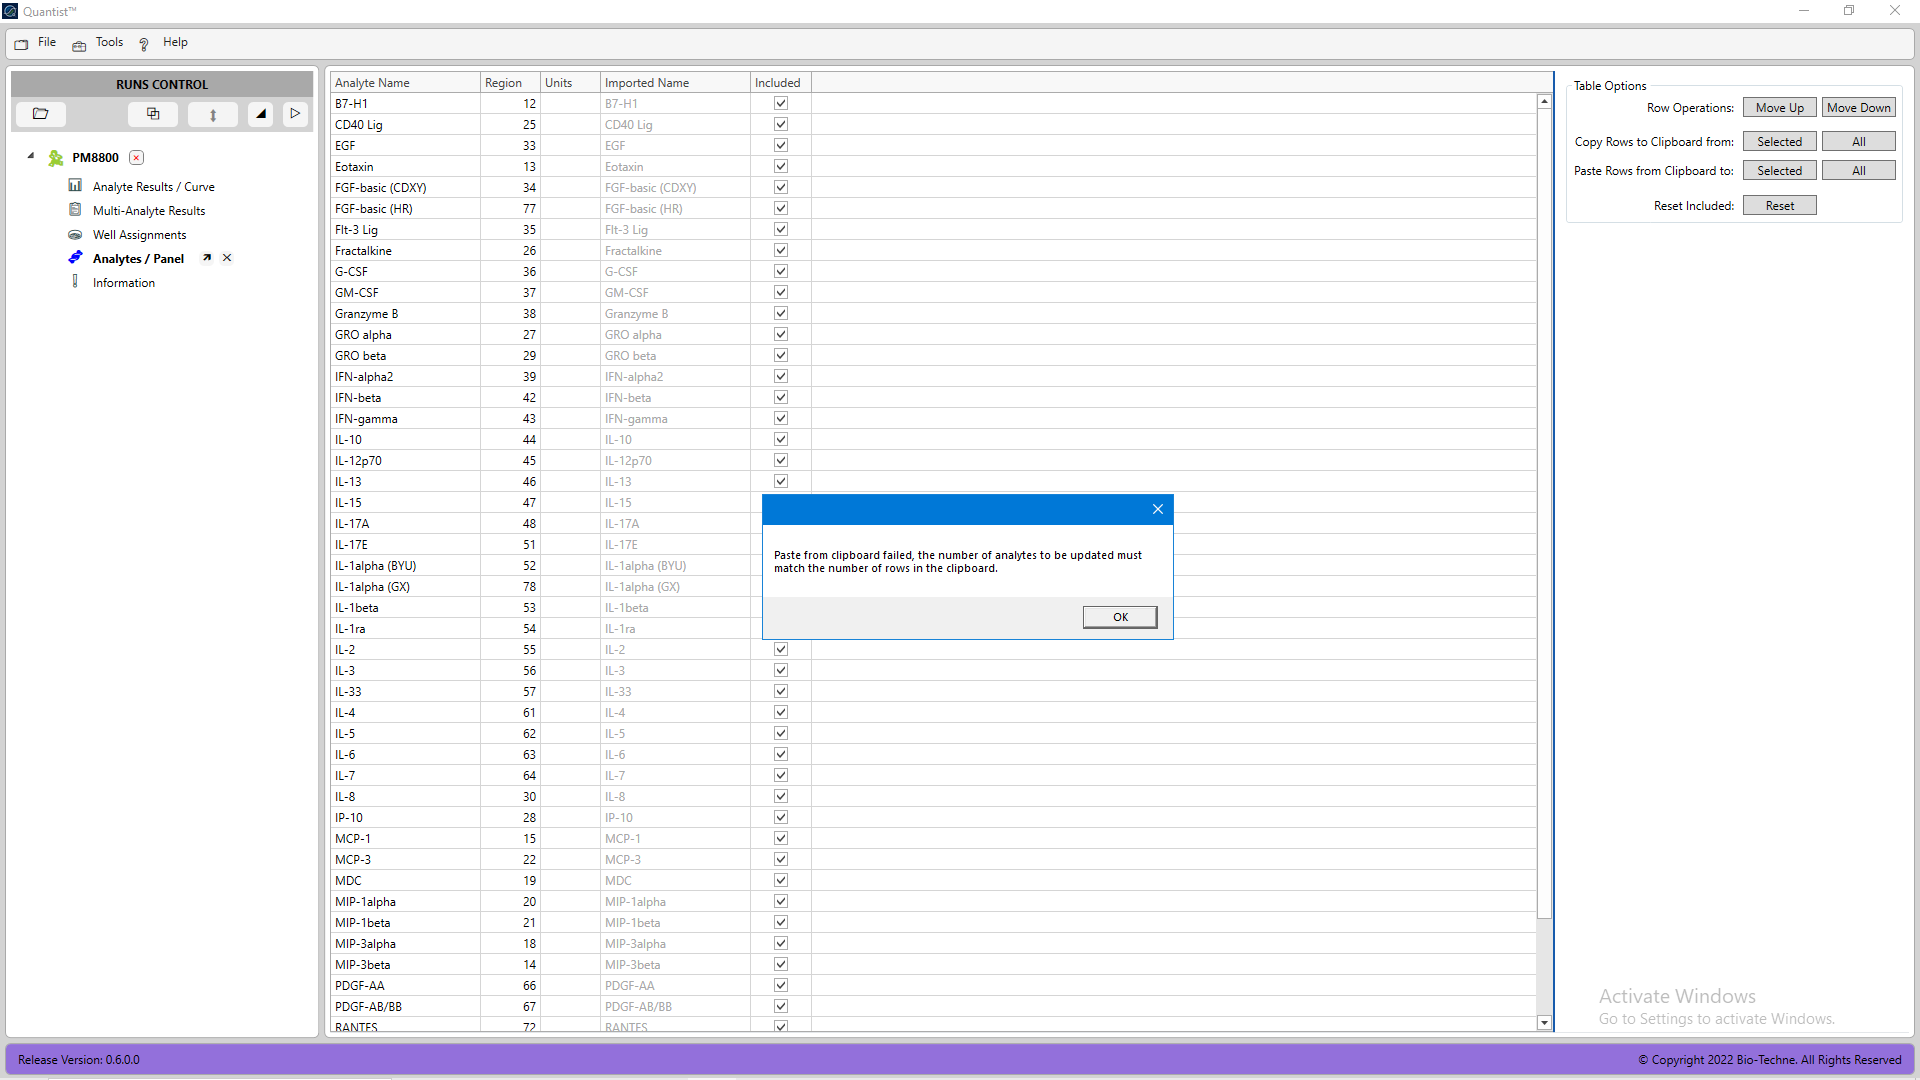 Quantist™
File Tools ? Help
RUNS CONTROL
PM8800
Analyte Results / Curve
Multi-Analyte Results
Well Assignments
Analytes / Panel
Information
Analyte Name Region Units Imported Name Included
B7-H1 12 B7-H1
CD40 Lig 25 CD40 Lig
EGF 33 EGF
Eotaxin 13 Eotaxin
FGF-basic (CDXY) 34 FGF-basic (CDXY)
FGF-basic (HR) 77 FGF-basic (HR)
Flt-3 Lig 35 Flt-3 Lig
Fractalkine 26 Fractalkine
G-CSF 36 G-CSF
GM-CSF 37 GM-CSF
Granzyme B 38 Granzyme B
GRO alpha 27 GRO alpha
GRO beta 29 GRO beta
IFN-alpha2 39 IFN-alpha2
IFN-beta 42 IFN-beta
IFN-gamma 43 IFN-gamma
IL-10 44 IL-10
IL-12p70 45 IL-12p70
IL-13 46 IL-13
IL-15 47 IL-15
IL-17A 48 IL-17A
IL-17E 51 IL-17E
IL-1alpha (BYU) 52 IL-1alpha (BYU)
IL-1alpha (GX) 78 IL-1alpha (GX)
IL-1beta 53 IL-1beta
IL-1ra 54 IL-1ra
IL-2 55 IL-2
IL-3 56 IL-3
IL-33 57 IL-33
IL-4 61 IL-4
IL-5 62 IL-5
IL-6 63 IL-6
IL-7 64 IL-7
IL-8 30 IL-8
IP-10 28 IP-10
MCP-1 15 MCP-1
MCP-3 22 MCP-3
MDC 19 MDC
MIP-1alpha 20 MIP-1alpha
MIP-1beta 21 MIP-1beta
MIP-3alpha 18 MIP-3alpha
MIP-3beta 14 MIP-3beta
PDGF-AA 66 PDGF-AA
PDGF-AB/BB 67 PDGF-AB/BB
RANTES 72 RANTES
Paste from clipboard failed, the number of analytes to be updated must
match the number of rows in the clipboard.
OK
Table Options
Row Operations: Move Up Move Down
Copy Rows to Clipboard from: Selected All
Paste Rows from Clipboard to: Selected All
Reset Included: Reset
Activate Windows
Go to Settings to activate Windows.
Release Version: 0.6.0.0
© Copyright 2022 Bio-Techne. All Rights Reserved